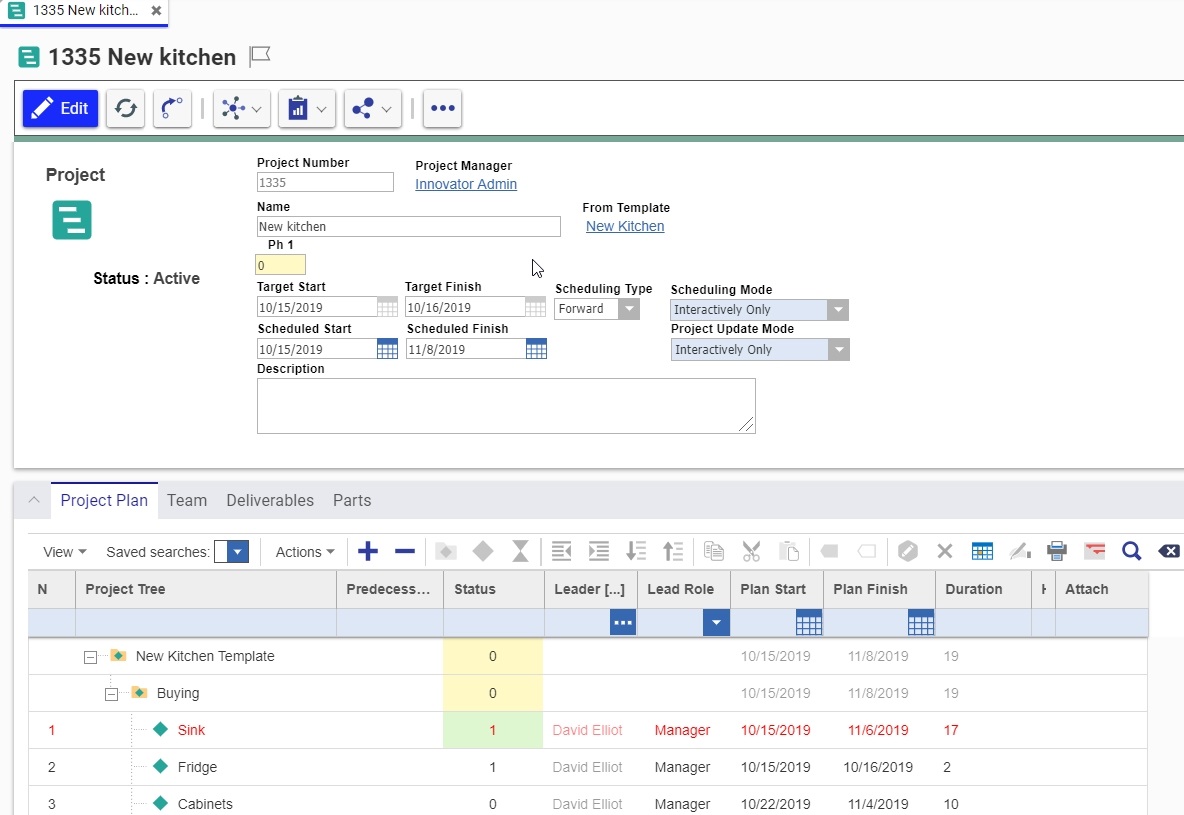 1335 New kitch...
1335 New kitchen
Edit
Project
Project Number
1335
Project Manager
Innovator Admin
Name
New kitchen
From Template
New Kitchen
Ph 1
0
Status : Active
Target Start
10/15/2019
Target Finish
10/16/2019
Scheduling Type
Forward
Scheduling Mode
Interactively Only
Scheduled Start
10/15/2019
Scheduled Finish
11/8/2019
Project Update Mode
Interactively Only
Description
Project Plan Team Deliverables Parts
View Saved searches: Actions
N Project Tree Predecess... Status Leader [...] Lead Role Plan Start Plan Finish Duration Attach
New Kitchen Template 0 10/15/2019 11/8/2019 19
Buying 0 10/15/2019 11/8/2019 19
1 Sink 1 David Elliot Manager 10/15/2019 11/6/2019 17
2 Fridge 1 David Elliot Manager 10/15/2019 10/16/2019 2
3 Cabinets 0 David Elliot Manager 10/22/2019 11/4/2019 10